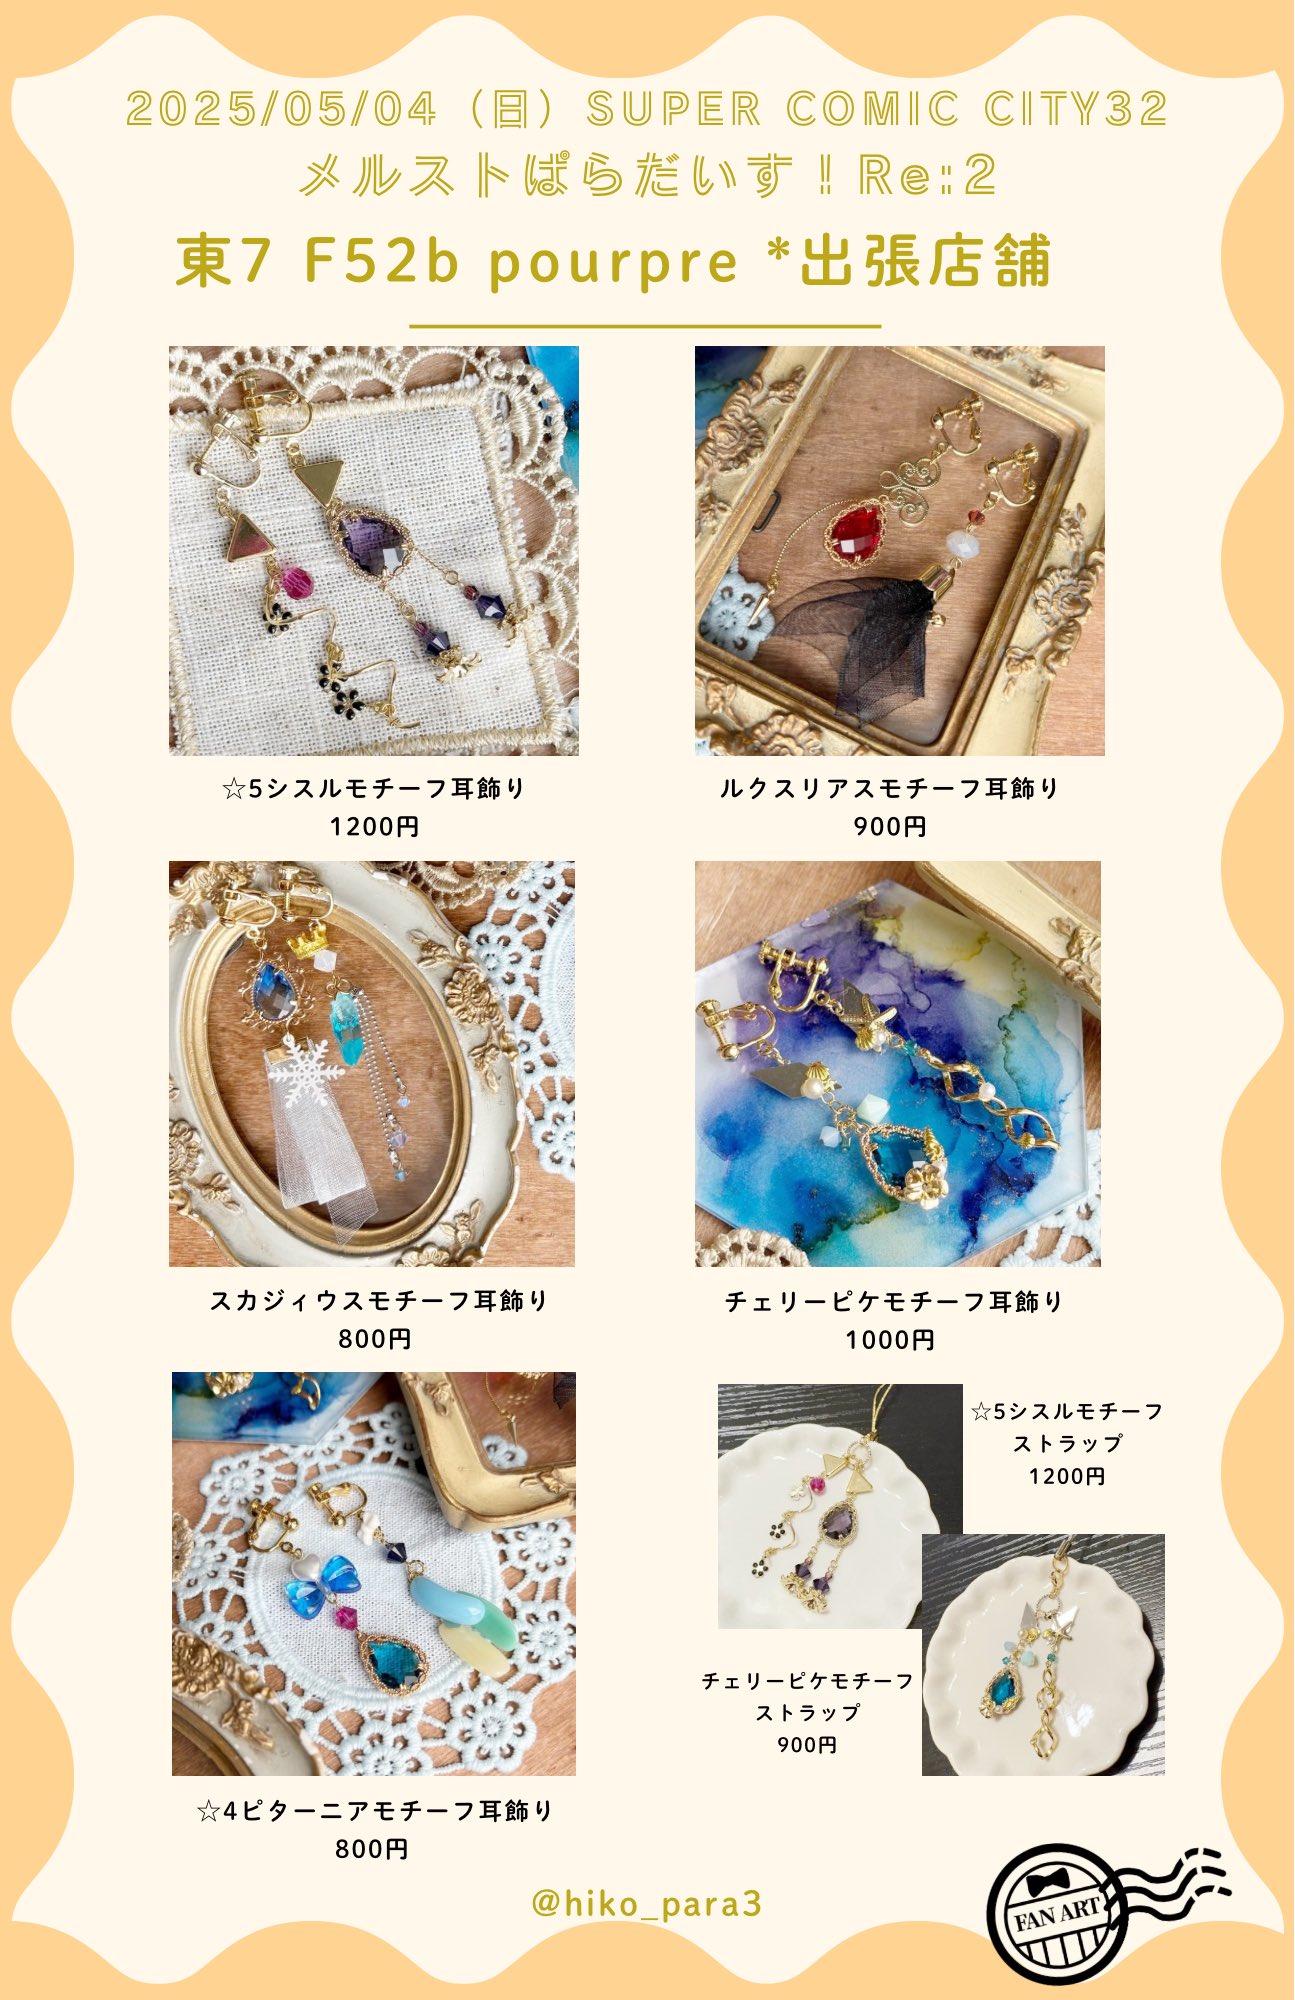 2025/05/04（日）SUPER COMIC CITY32
メルストぱらだいす！Re:2
東7 F52b pourpre *出張店舗
☆5シスルモチーフ耳飾り
1200円
ルクスリアスモチーフ耳飾り
900円
スカジィウスモチーフ耳飾り
800円
チェリーピケモチーフ耳飾り
1000円
☆4ピターニアモチーフ耳飾り
800円
☆5シスルモチーフ
ストラップ
1200円
チェリーピケモチーフ
ストラップ
900円
@hiko_para3
FAN ART